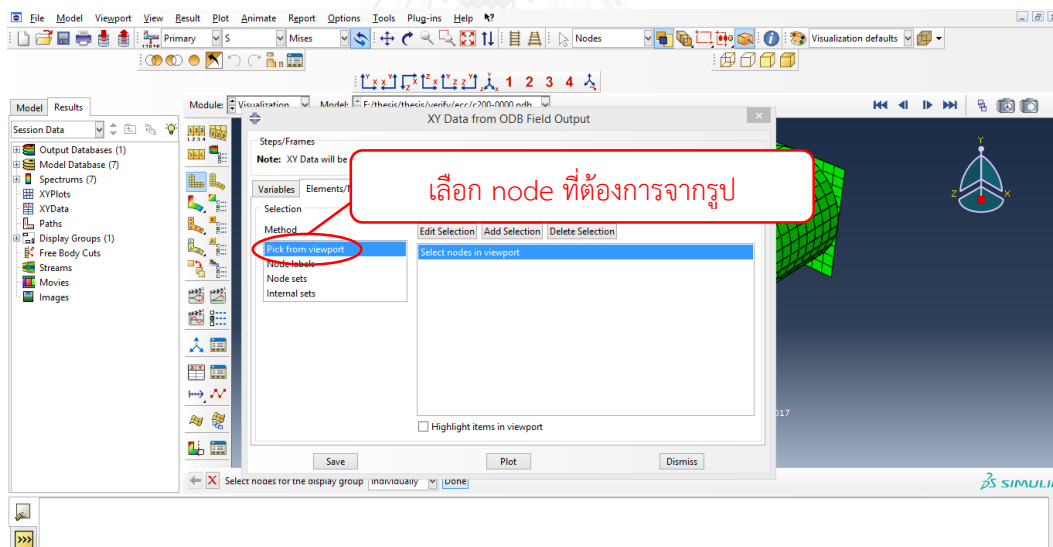 File Model Viewport View Result Plot Animate Report Options Tools Plug-ins Help
Primary S Mises Nodes Visualization defaults
1 2 3 4
Model Results
Module: Visualization Model: F:/thesis/thesis/verify/ecc/c200-0000.odb
Session Data
Output Databases (1)
Model Database (7)
Spectrums (7)
XYPlots
XYData
Paths
Display Groups (1)
Free Body Cuts
Streams
Movies
Images
XY Data from ODB Field Output
Steps/Frames
Note: XY Data will be
เลือก node ที่ต้องการจากรูป
Variables Elements/
Selection
Method
Edit Selection Add Selection Delete Selection
Pick from viewport
Node labels
Node sets
Internal sets
Select nodes in viewport
Highlight items in viewport
Save Plot Dismiss
Select nodes for the display group individually Done
Y
Z X
017
SIMULI
>>>